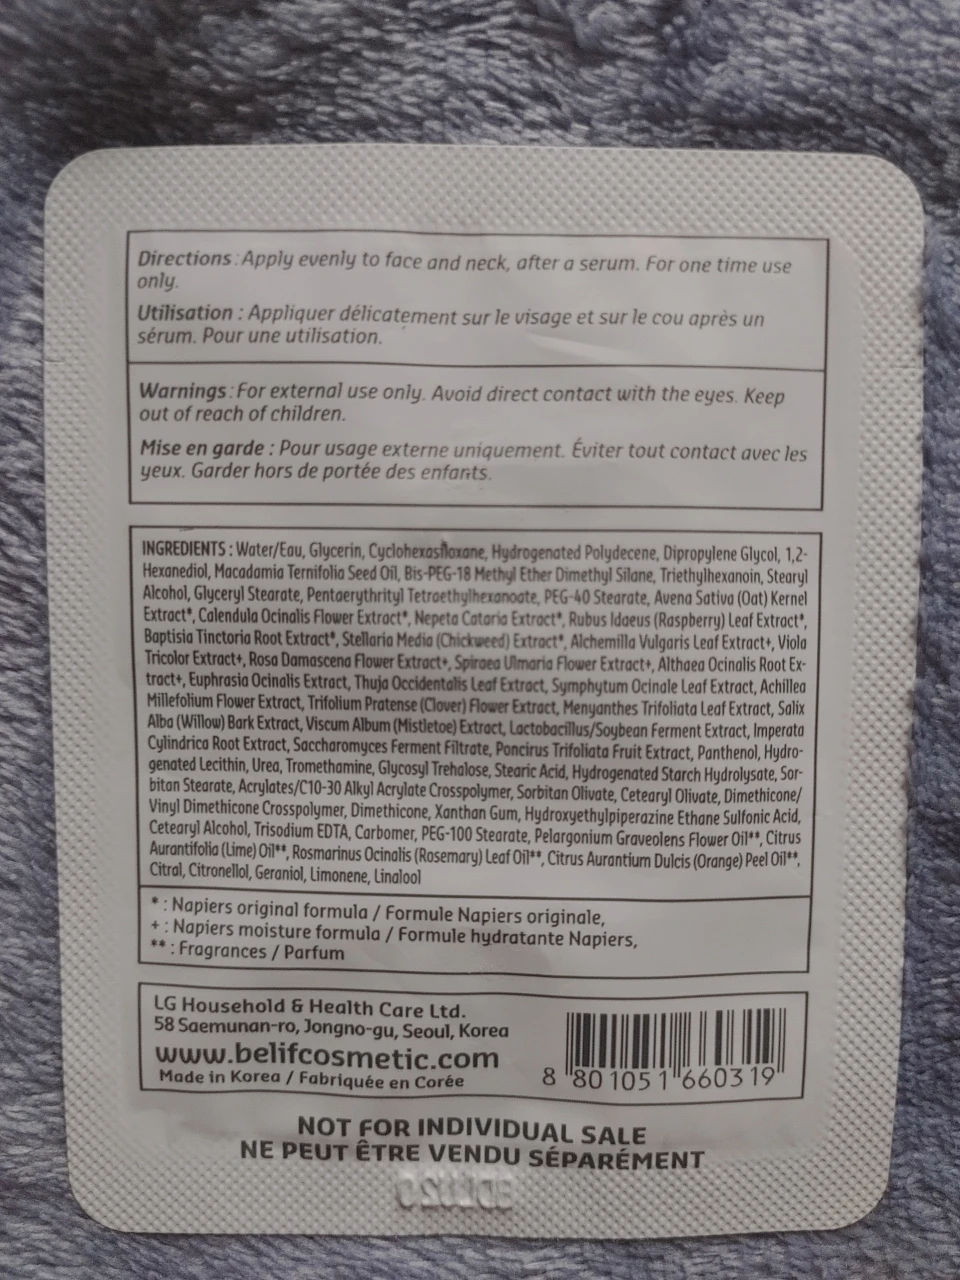 Directions : Apply evenly to face and neck, after a serum. For one time use
only.
Utilisation : Appliquer délicatement sur le visage et sur le cou après un
sérum. Pour une utilisation.
Warnings : For external use only. Avoid direct contact with the eyes. Keep
out of reach of children.
Mise en garde : Pour usage externe uniquement. Éviter tout contact avec les
yeux. Garder hors de portée des enfants.
INGREDIENTS : Water/Eau, Glycerin, Cyclohexasiloxane, Hydrogenated Polydecene, Dipropylene Glycol, 1,2-
Hexanediol, Macadamia Ternifolia Seed Oil, Bis-PEG-18 Methyl Ether Dimethyl Silane, Triethylhexanoin, Stearyl
Alcohol, Glyceryl Stearate, Pentaerythrityl Tetraethylhexanoate, PEG-40 Stearate, Avena Sativa (Oat) Kernel
Extract*, Calendula Ocinalis Flower Extract*, Nepeta Cataria Extract*, Rubus Idaeus (Raspberry) Leaf Extract*,
Baptisia Tinctoria Root Extract*, Stellaria Media (Chickweed) Extract*, Alchemilla Vulgaris Leaf Extract+, Viola
Tricolor Extract+, Rosa Damascena Flower Extract+, Spiraea Ulmaria Flower Extract+, Althaea Ocinalis Root Ex-
tract+, Euphrasia Ocinalis Extract, Thuja Occidentalis Leaf Extract, Symphytum Ocinale Leaf Extract, Achillea
Millefolium Flower Extract, Trifolium Pratense (Clover) Flower Extract, Menyanthes Trifoliata Leaf Extract, Salix
Alba (Willow) Bark Extract, Viscum Album (Mistletoe) Extract, Lactobacillus/Soybean Ferment Extract, Imperata
Cylindrica Root Extract, Saccharomyces Ferment Filtrate, Poncirus Trifoliata Fruit Extract, Panthenol, Hydro-
genated Lecithin, Urea, Tromethamine, Glycosyl Trehalose, Stearic Acid, Hydrogenated Starch Hydrolysate, Sor-
bitan Stearate, Acrylates/C10-30 Alkyl Acrylate Crosspolymer, Sorbitan Olivate, Cetearyl Olivate, Dimethicone/
Vinyl Dimethicone Crosspolymer, Dimethicone, Xanthan Gum, Hydroxyethylpiperazine Ethane Sulfonic Acid,
Cetearyl Alcohol, Trisodium EDTA, Carbomer, PEG-100 Stearate, Pelargonium Graveolens Flower Oil**, Citrus
Aurantifolia (Lime) Oil**, Rosmarinus Ocinalis (Rosemary) Leaf Oil**, Citrus Aurantium Dulcis (Orange) Peel Oil**,
Citral, Citronellol, Geraniol, Limonene, Linalool
* : Napiers original formula / Formule Napiers originale,
+ : Napiers moisture formula / Formule hydratante Napiers,
** : Fragrances / Parfum
LG Household & Health Care Ltd.
58 Saemunan-ro, Jongno-gu, Seoul, Korea
www.belifcosmetic.com
Made in Korea / Fabriquée en Corée
8 801051 660319
NOT FOR INDIVIDUAL SALE
NE PEUT ÊTRE VENDU SÉPARÉMENT